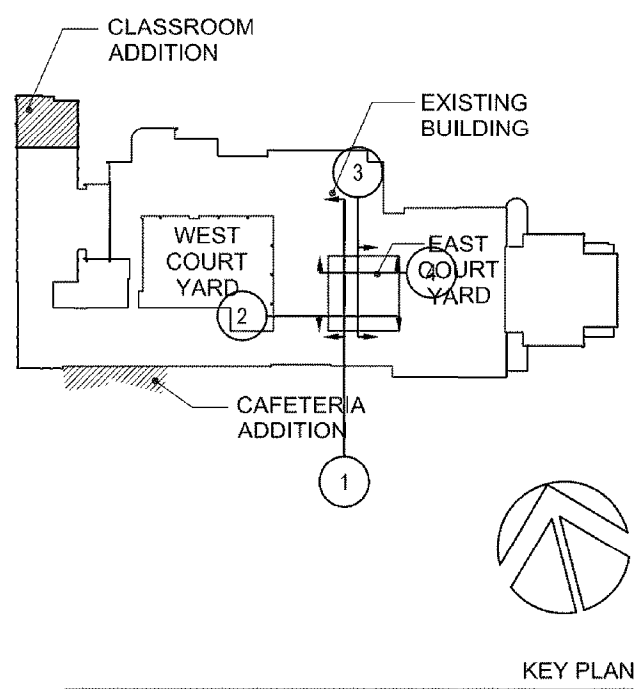 CLASSROOM
ADDITION
EXISTING
BUILDING
3
WEST
COURT
YARD
EAST
COURT
YARD
4
2
CAFETERIA
ADDITION
1
KEY PLAN